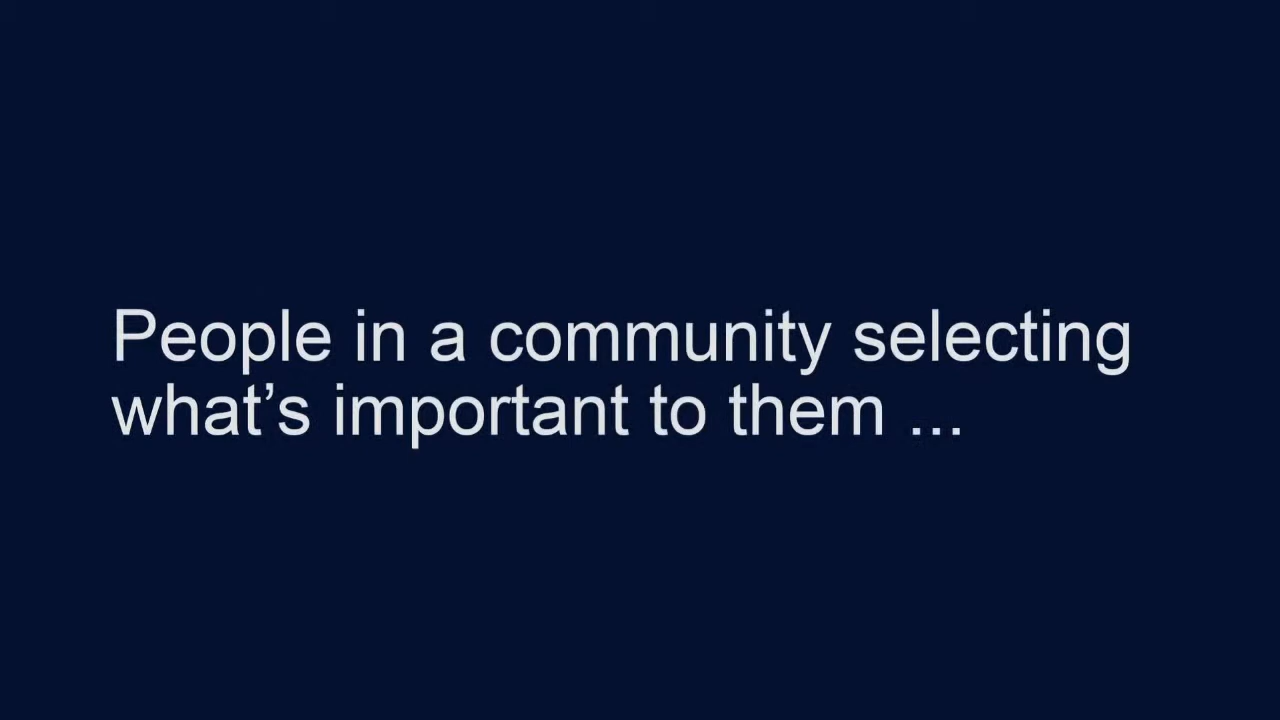 People in a community selecting
what’s important to them ...